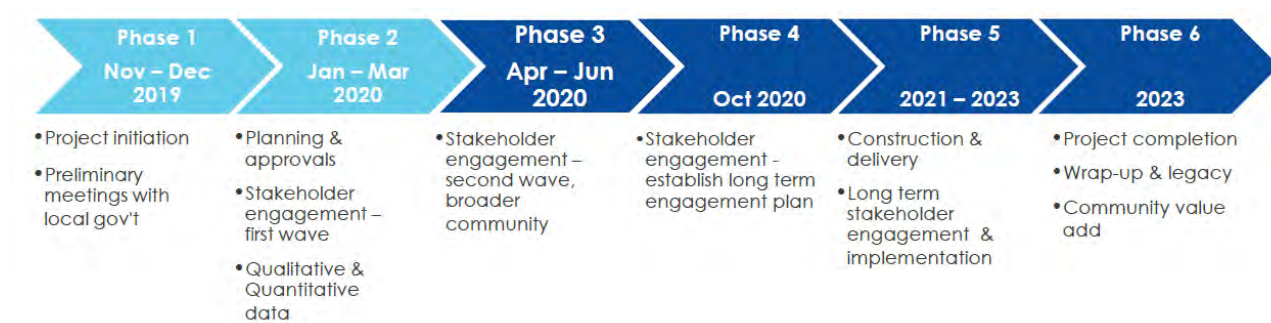 Phase 1
Nov – Dec
2019
Phase 2
Jan – Mar
2020
Phase 3
Apr – Jun
2020
Phase 4
Oct 2020
Phase 5
2021 – 2023
Phase 6
2023
•Project initiation
•Preliminary
meetings with
local gov't
•Planning &
approvals
•Stakeholder
engagement –
first wave
•Qualitative &
Quantitative
data
•Stakeholder
engagement –
second wave,
broader
community
•Stakeholder
engagement -
establish long term
engagement plan
•Construction &
delivery
•Long term
stakeholder
engagement &
implementation
•Project completion
•Wrap-up & legacy
•Community value
add